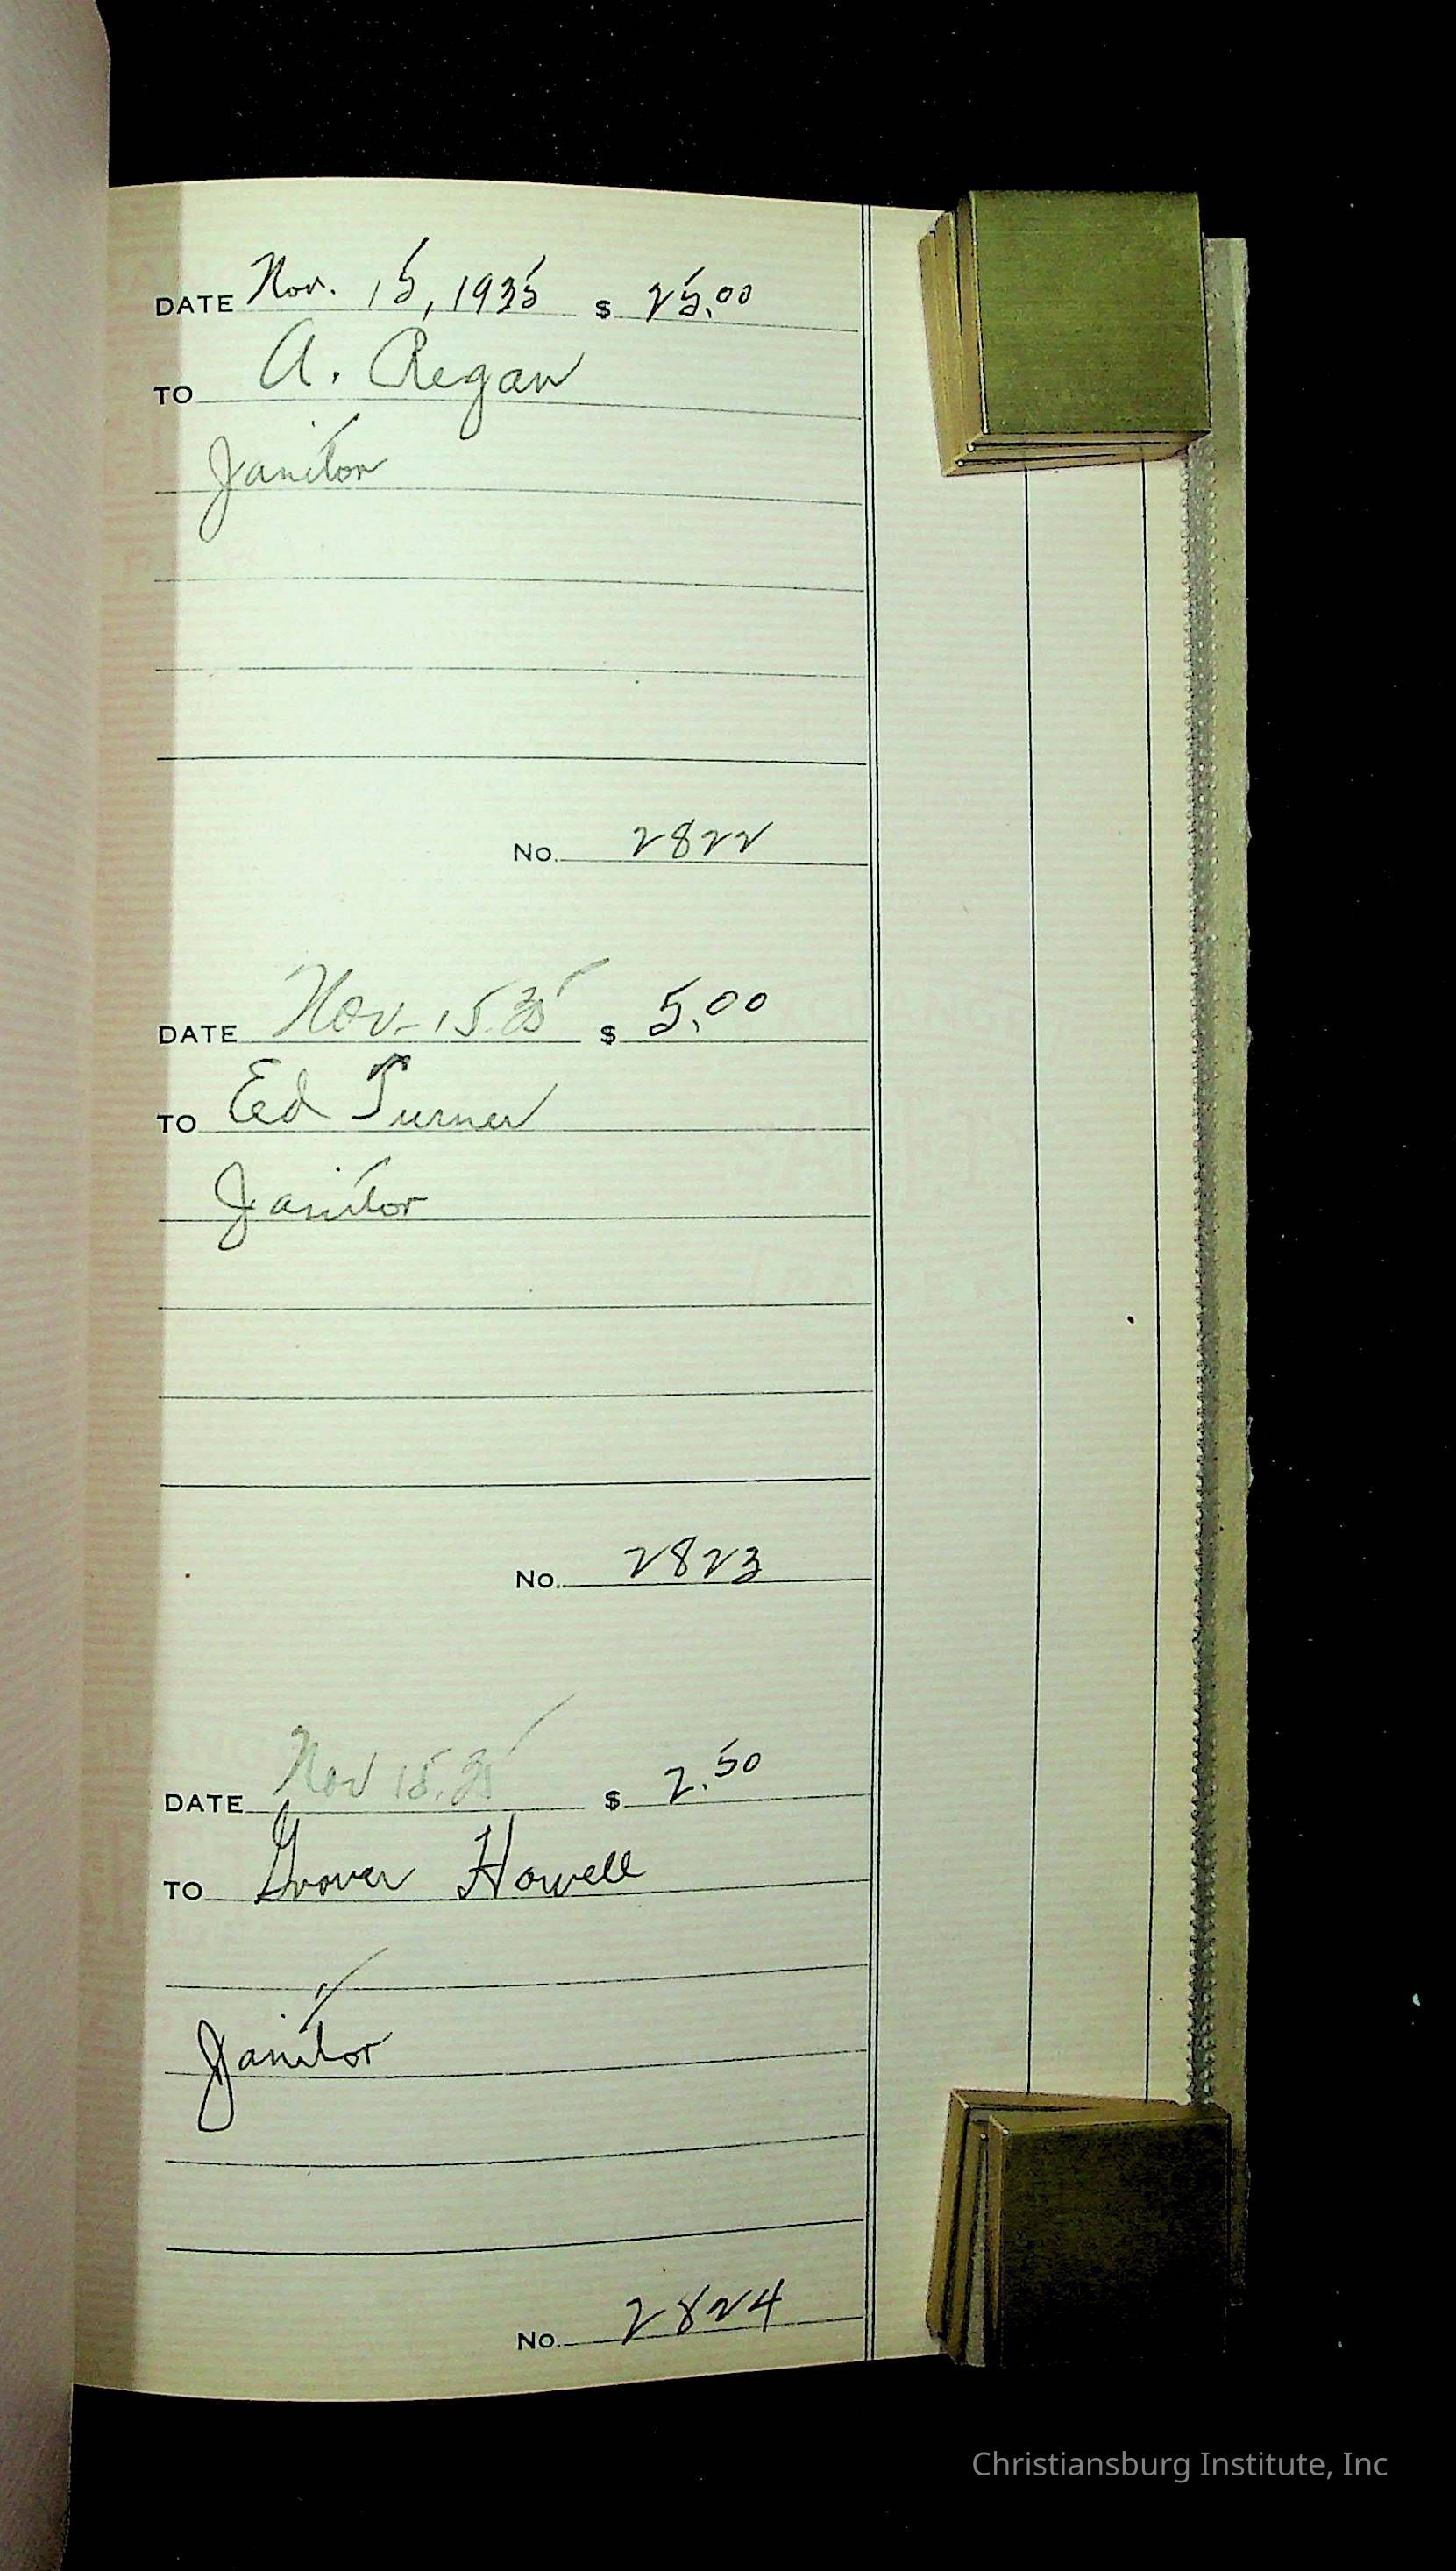 DATE Nov. 15, 1935 $ 25.00
TO A. Regan
Janitor
No. 2822
DATE Nov. 15.35 $ 5.00
TO Ed Turner
Janitor
No. 2823
DATE Nov 15.35 $ 2.50
TO Grover Howell
Janitor
No. 2824
Christiansburg Institute, Inc